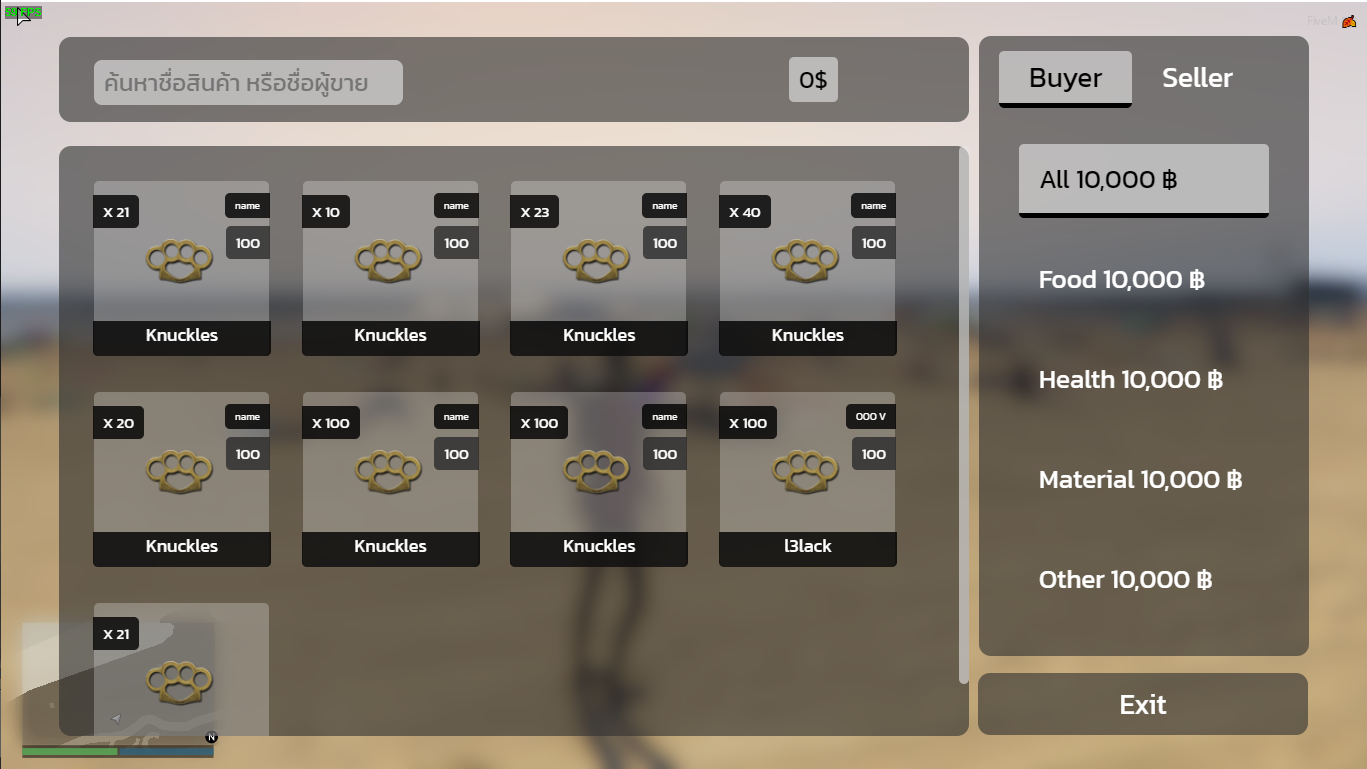 FiveM
ค้นหาชื่อสินค้า หรือชื่อผู้ขาย
0$
Buyer
Seller
All 10,000 ฿
Food 10,000 ฿
Health 10,000 ฿
Material 10,000 ฿
Other 10,000 ฿
Exit
X 21
name
100
Knuckles
X 10
name
100
Knuckles
X 23
name
100
Knuckles
X 40
name
100
Knuckles
X 20
name
100
Knuckles
X 100
name
100
Knuckles
X 100
name
100
Knuckles
X 100
000 V
100
l3lack
X 21
N